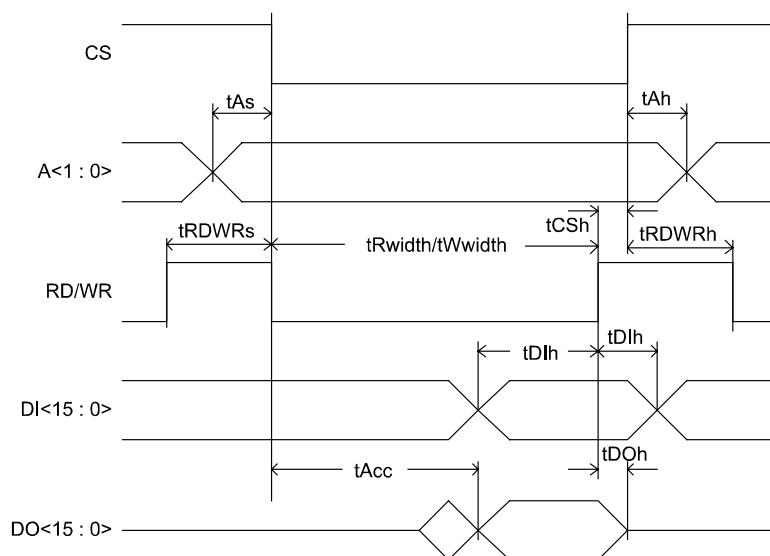 CS
tAs
tAh
A<1 : 0>
tCSh
tRDWRs
tRwidth/tWwidth
tRDWRh
RD/WR
tDIh
tDIh
DI<15 : 0>
tDOh
tAcc
DO<15 : 0>